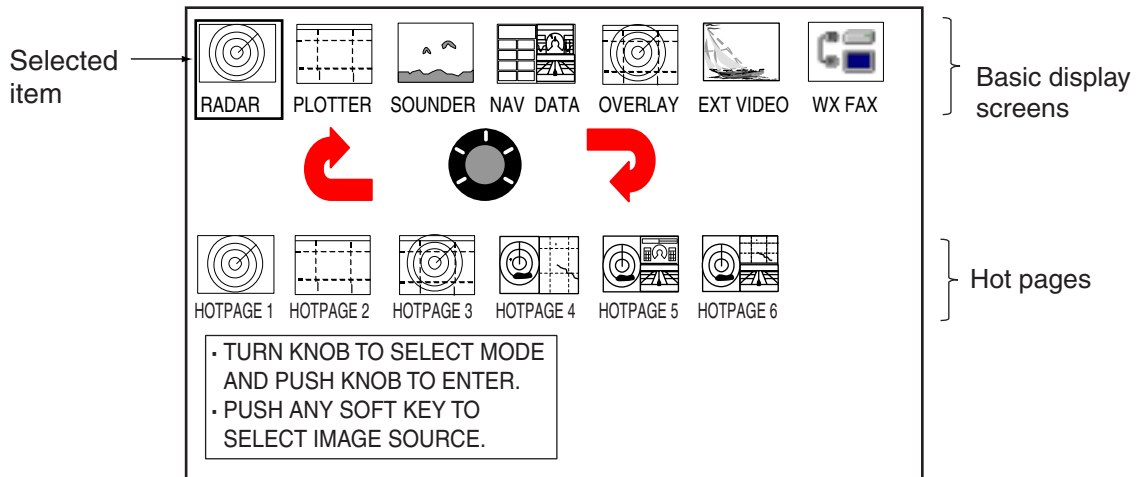 Selected
item
RADAR PLOTTER SOUNDER NAV DATA OVERLAY EXT VIDEO WX FAX
Basic display
screens
HOTPAGE 1 HOTPAGE 2 HOTPAGE 3 HOTPAGE 4 HOTPAGE 5 HOTPAGE 6
Hot pages
· TURN KNOB TO SELECT MODE
AND PUSH KNOB TO ENTER.
· PUSH ANY SOFT KEY TO
SELECT IMAGE SOURCE.